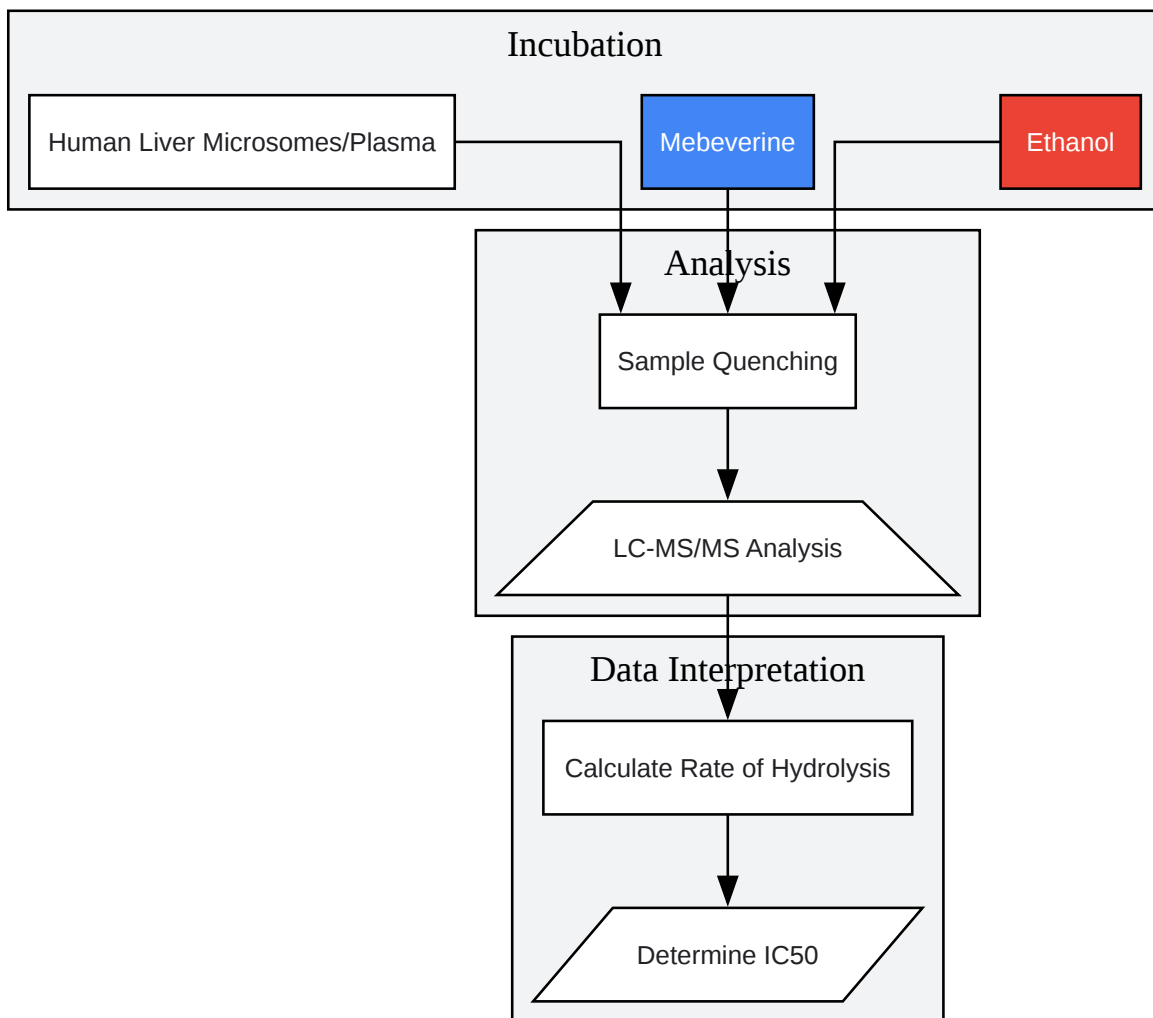 Incubation
Human Liver Microsomes/Plasma
Mebeverine
Ethanol
Analysis
Sample Quenching
LC-MS/MS Analysis
Data Interpretation
Calculate Rate of Hydrolysis
Determine IC50